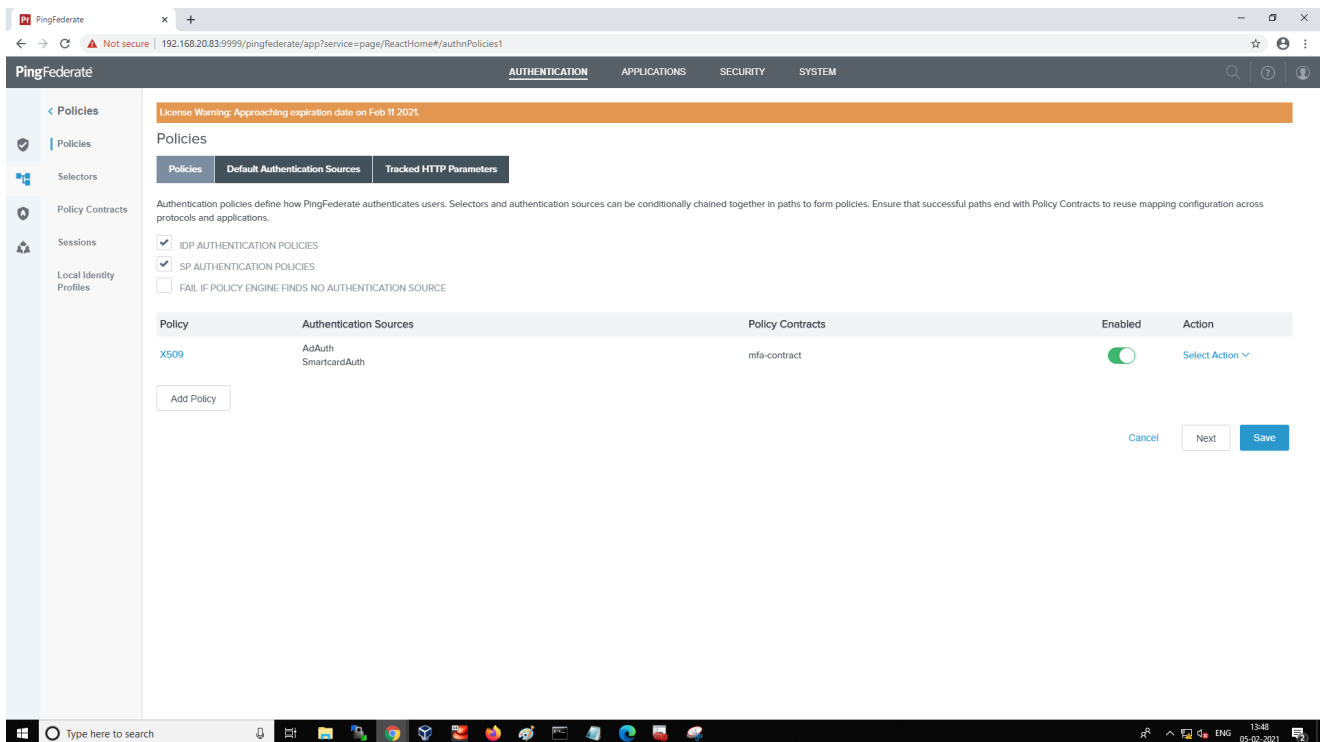 Pf PingFederate
Not secure | 192.168.20.83:9999/pingfederate/app?service=page/ReactHome#/authnPolicies1
PingFederate AUTHENTICATION APPLICATIONS SECURITY SYSTEM
< Policies
Policies
Selectors
Policy Contracts
Sessions
Local Identity
Profiles
License Warning: Approaching expiration date on Feb 11 2021.
Policies
Policies Default Authentication Sources Tracked HTTP Parameters
Authentication policies define how PingFederate authenticates users. Selectors and authentication sources can be conditionally chained together in paths to form policies. Ensure that successful paths end with Policy Contracts to reuse mapping configuration across
protocols and applications.
IDP AUTHENTICATION POLICIES
SP AUTHENTICATION POLICIES
FAIL IF POLICY ENGINE FINDS NO AUTHENTICATION SOURCE
Policy Authentication Sources Policy Contracts Enabled Action
X509 AdAuth mfa-contract Select Action
SmartcardAuth
Add Policy
Cancel Next Save
Type here to search
ENG
13:48
05-02-2021
2